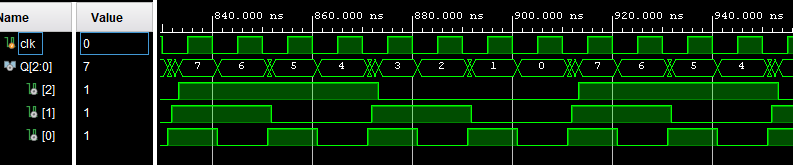 Name Value 840.000 ns 860.000 ns 880.000 ns 900.000 ns 920.000 ns 940.000 ns
clk 0
Q[2:0] 7 7 6 5 4 3 2 1 0 7 6 5 4
[2] 1
[1] 1
[0] 1